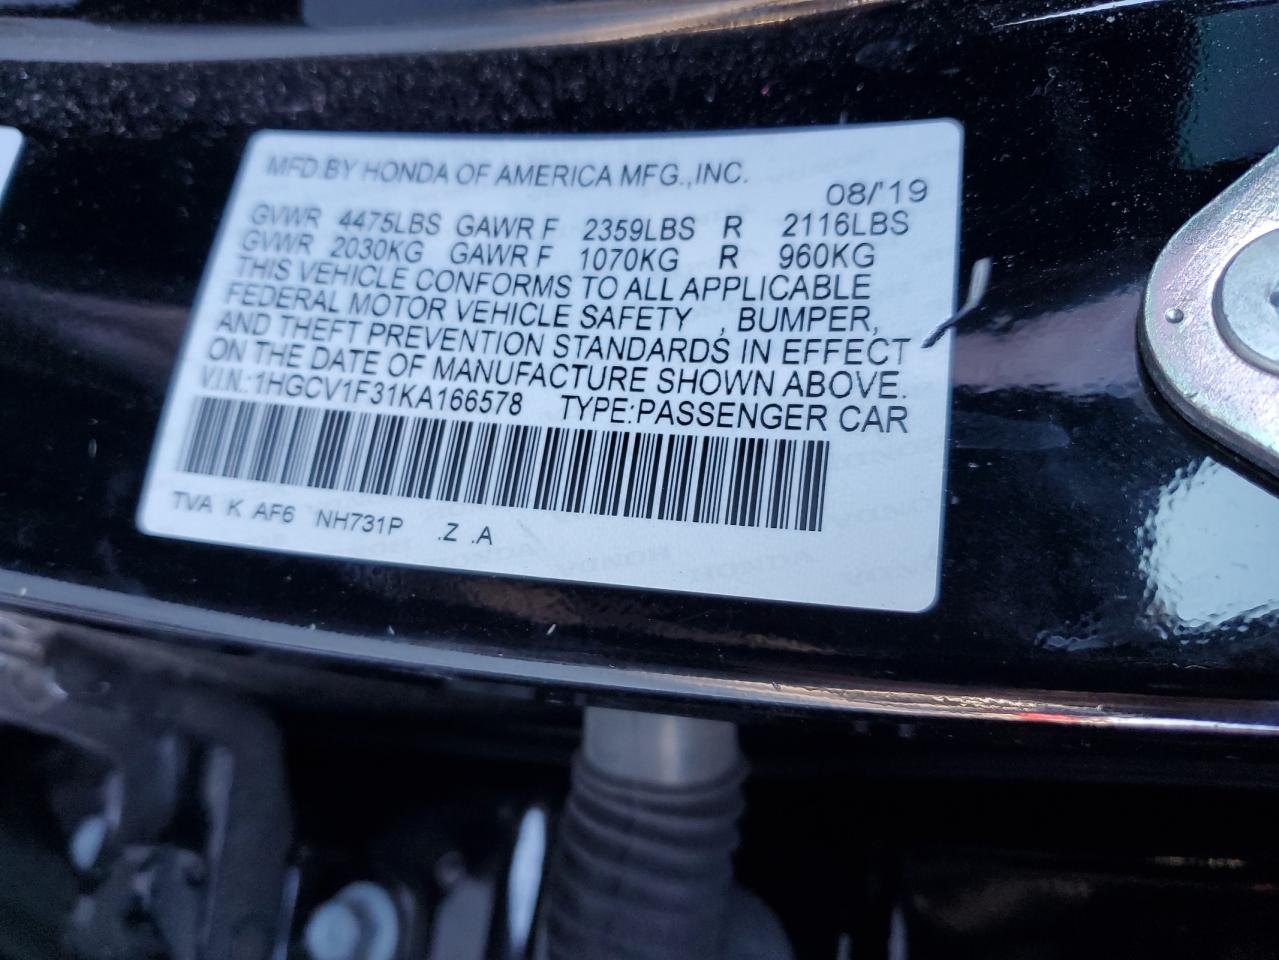 MFD.BY HONDA OF AMERICA MFG.,INC.
08/'19
GVWR 4475LBS GAWR F 2359LBS R 2116LBS
GVWR 2030KG GAWR F 1070KG R 960KG
THIS VEHICLE CONFORMS TO ALL APPLICABLE
FEDERAL MOTOR VEHICLE SAFETY , BUMPER,
AND THEFT PREVENTION STANDARDS IN EFFECT
ON THE DATE OF MANUFACTURE SHOWN ABOVE.
V.I.N.:1HGCV1F31KA166578 TYPE:PASSENGER CAR
TVA K AF6 NH731P .Z .A